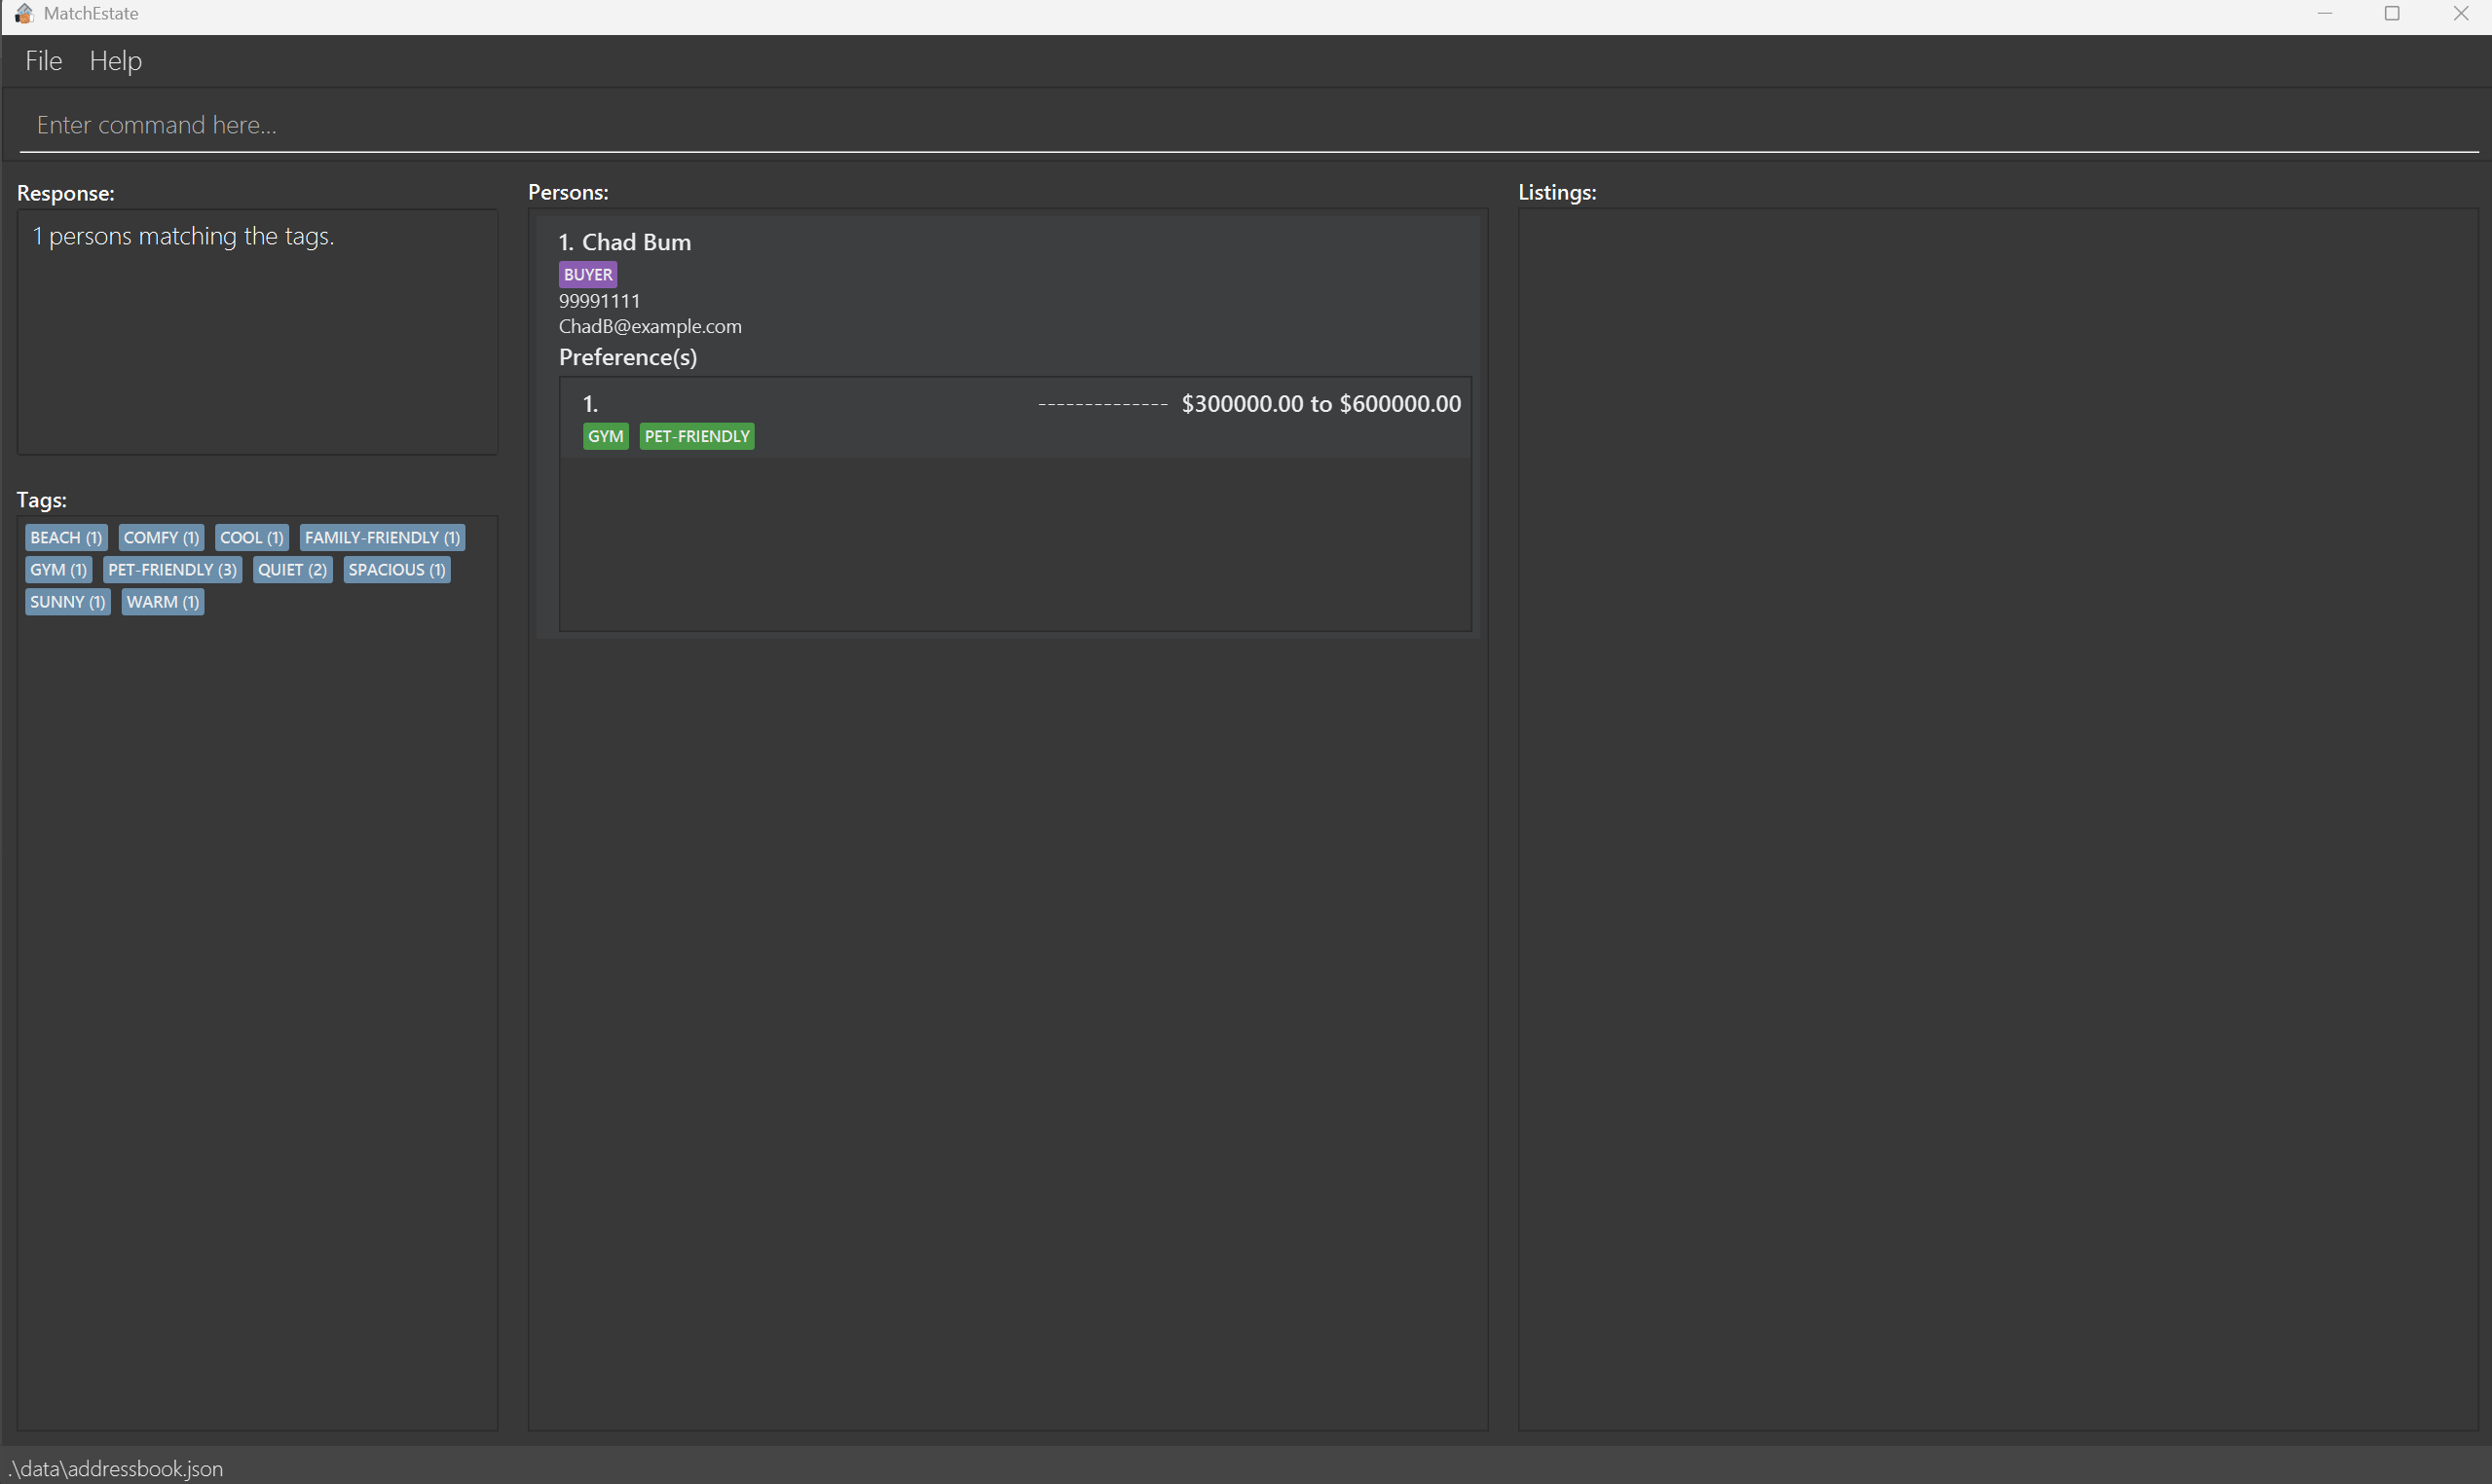 MatchEstate
File Help
Enter command here...
Response:
1 persons matching the tags.
Tags:
BEACH (1) COMFY (1) COOL (1) FAMILY-FRIENDLY (1)
GYM (1) PET-FRIENDLY (3) QUIET (2) SPACIOUS (1)
SUNNY (1) WARM (1)
Persons:
1. Chad Bum
BUYER
99991111
ChadB@example.com
Preference(s)
1. -------------- $300000.00 to $600000.00
GYM PET-FRIENDLY
Listings:
.\data\addressbook.json